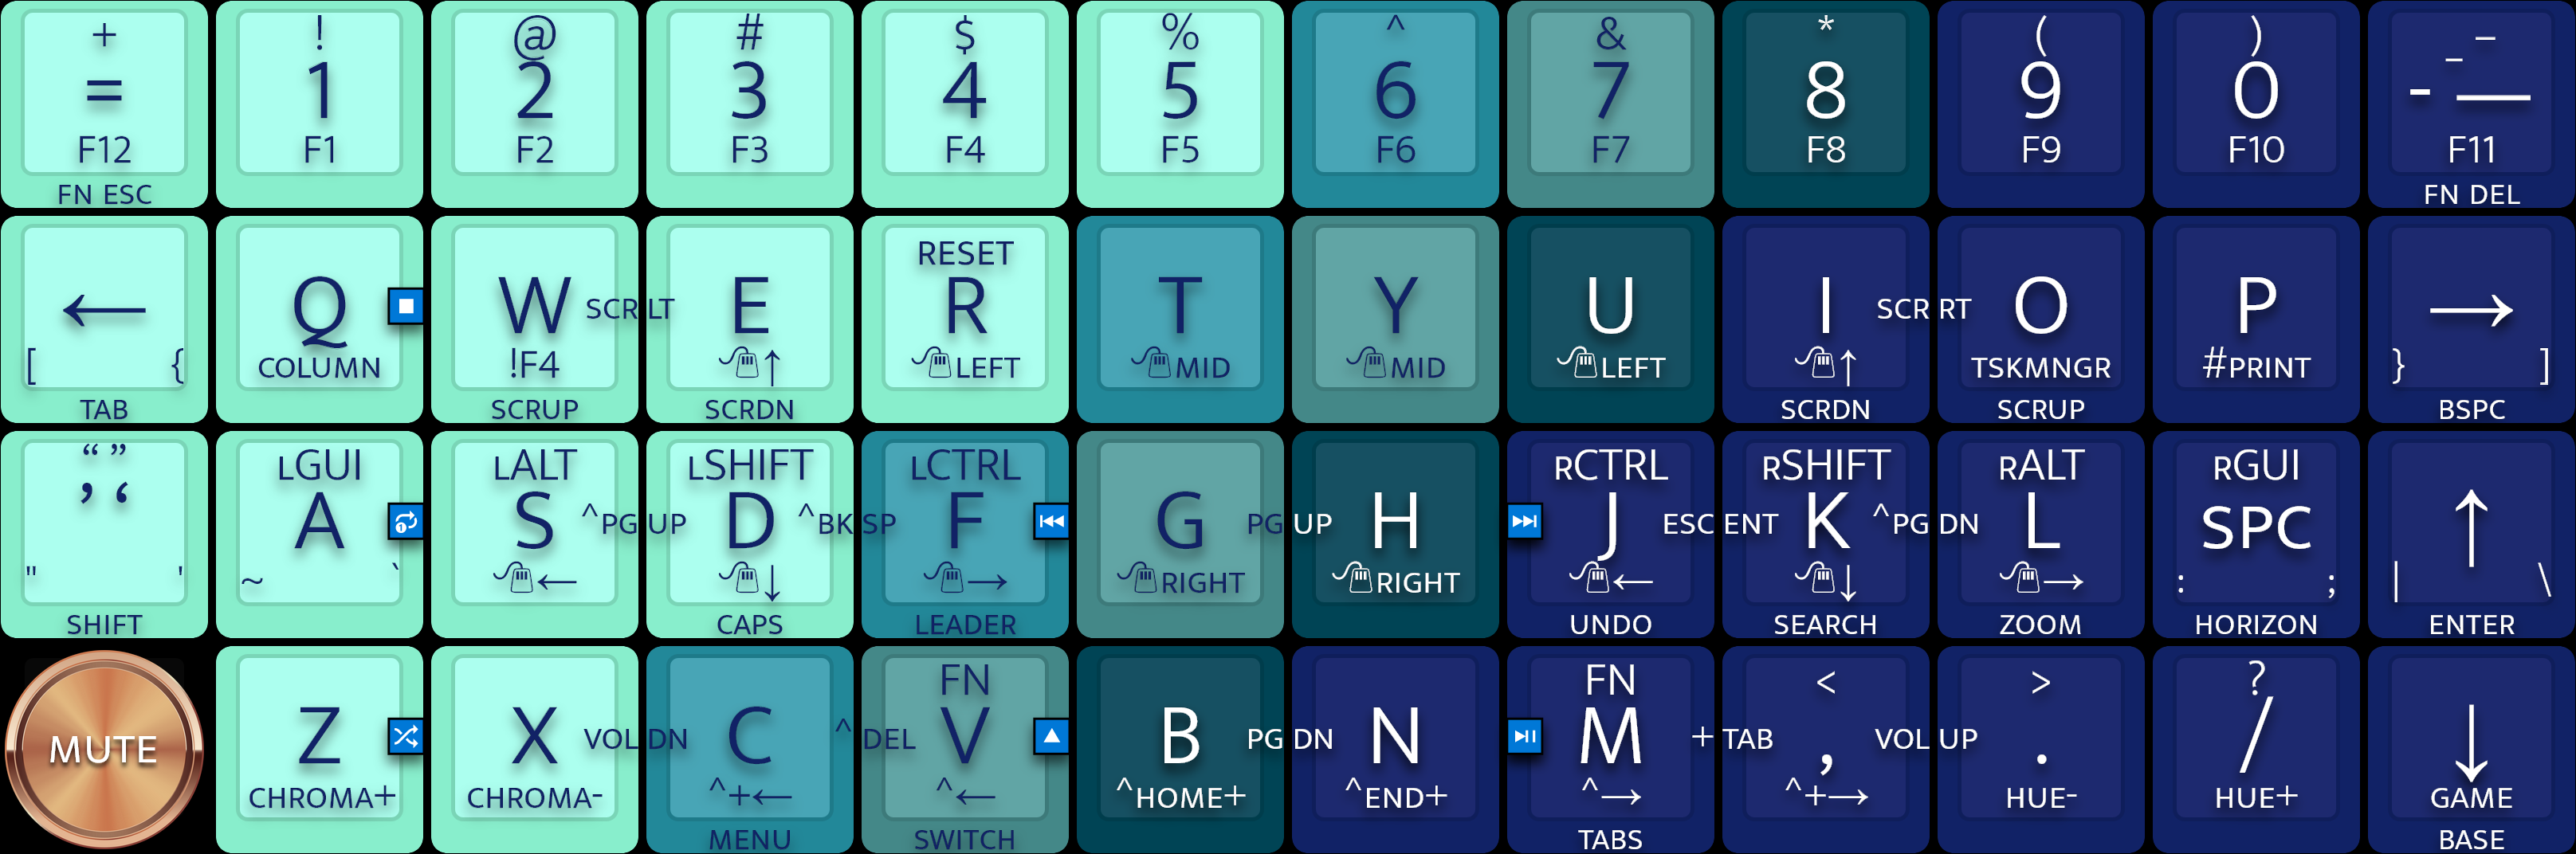 + ! @ # $ % ^ & * ( ) _ –
= 1 2 3 4 5 6 7 8 9 0 - —
F12 F1 F2 F3 F4 F5 F6 F7 F8 F9 F10 F11
FN ESC FN DEL
RESET
← Q W SCR LT E R T Y U I SCR RT O P →
[ { COLUMN !F4 ↑ LEFT MID MID LEFT ↑ TSKMNGR #PRINT } ]
TAB SCRUP SCRDN SCRDN SCRUP BSPC
“ ” LGUI LALT LSHIFT LCTRL RCTRL RSHIFT RALT RGUI
’ ‘ A S ^PG UP D ^BK SP F G PG UP H J ESC ENT K ^PG DN L SPC ↑
" ' ~ ` ← ↓ → RIGHT RIGHT ← ↓ → : ; | \
SHIFT CAPS LEADER UNDO SEARCH ZOOM HORIZON ENTER
FN FN < > ?
MUTE Z X VOL DN C ^ DEL V B PG DN N M + TAB , VOL UP . / ↓
CHROMA+ CHROMA- ^+← ^← ^HOME+ ^END+ ^→ ^+→ HUE- HUE+ GAME
MENU SWITCH TABS BASE